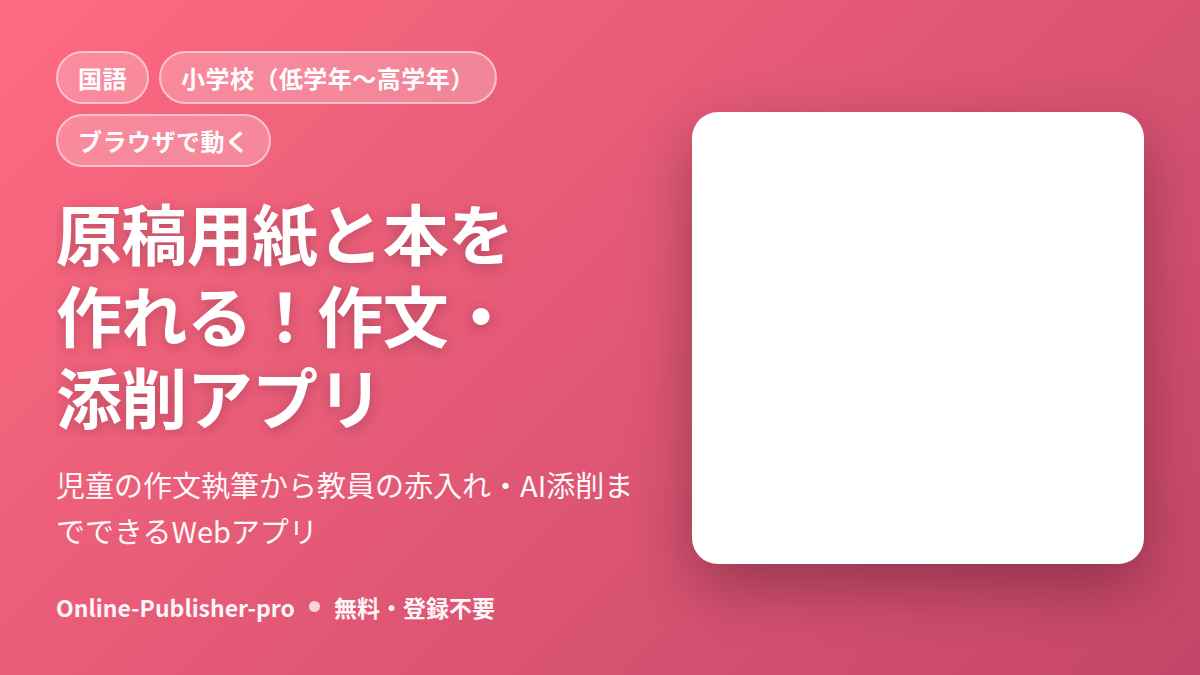 国語
小学校（低学年〜高学年）
ブラウザで動く
原稿用紙と本を
作れる！作文・
添削アプリ
児童の作文執筆から教員の赤入れ・AI添削ま
でできるWebアプリ
Online-Publisher-pro ● 無料・登録不要